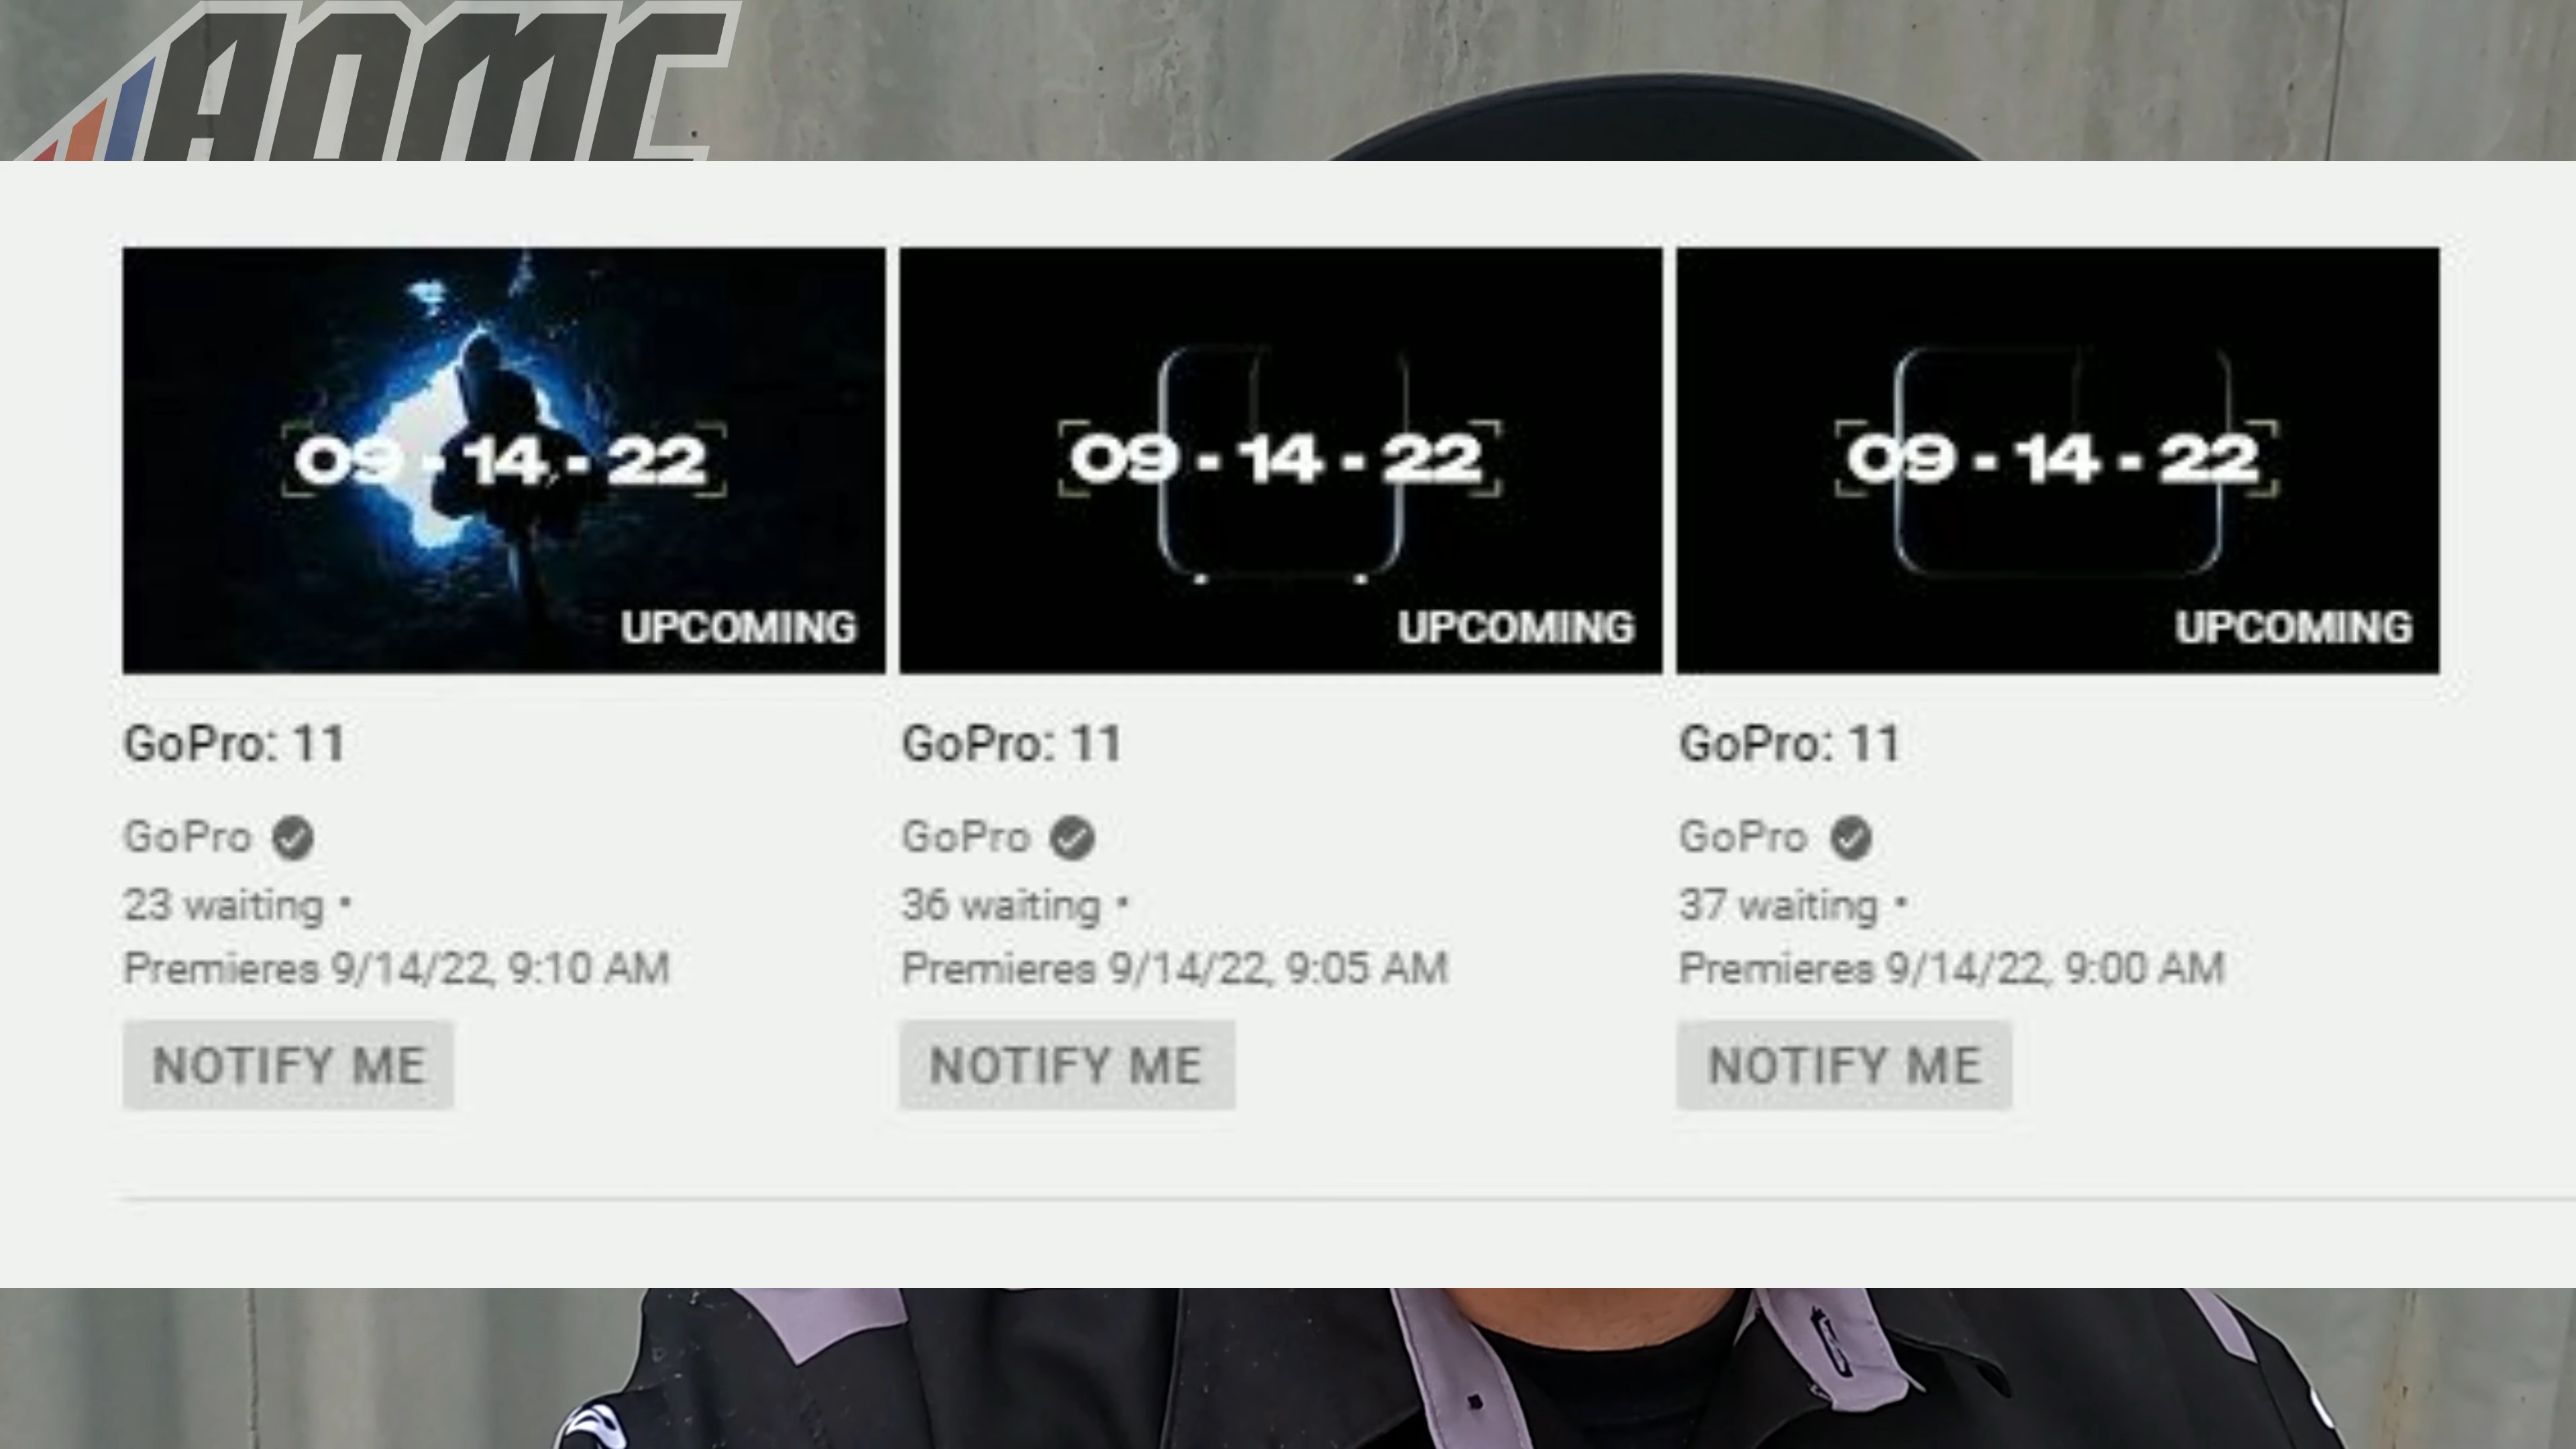 AOMC
09 - 14 - 22
UPCOMING
GoPro: 11
GoPro
23 waiting •
Premieres 9/14/22, 9:10 AM
NOTIFY ME
09 - 14 - 22
UPCOMING
GoPro: 11
GoPro
36 waiting •
Premieres 9/14/22, 9:05 AM
NOTIFY ME
09 - 14 - 22
UPCOMING
GoPro: 11
GoPro
37 waiting •
Premieres 9/14/22, 9:00 AM
NOTIFY ME